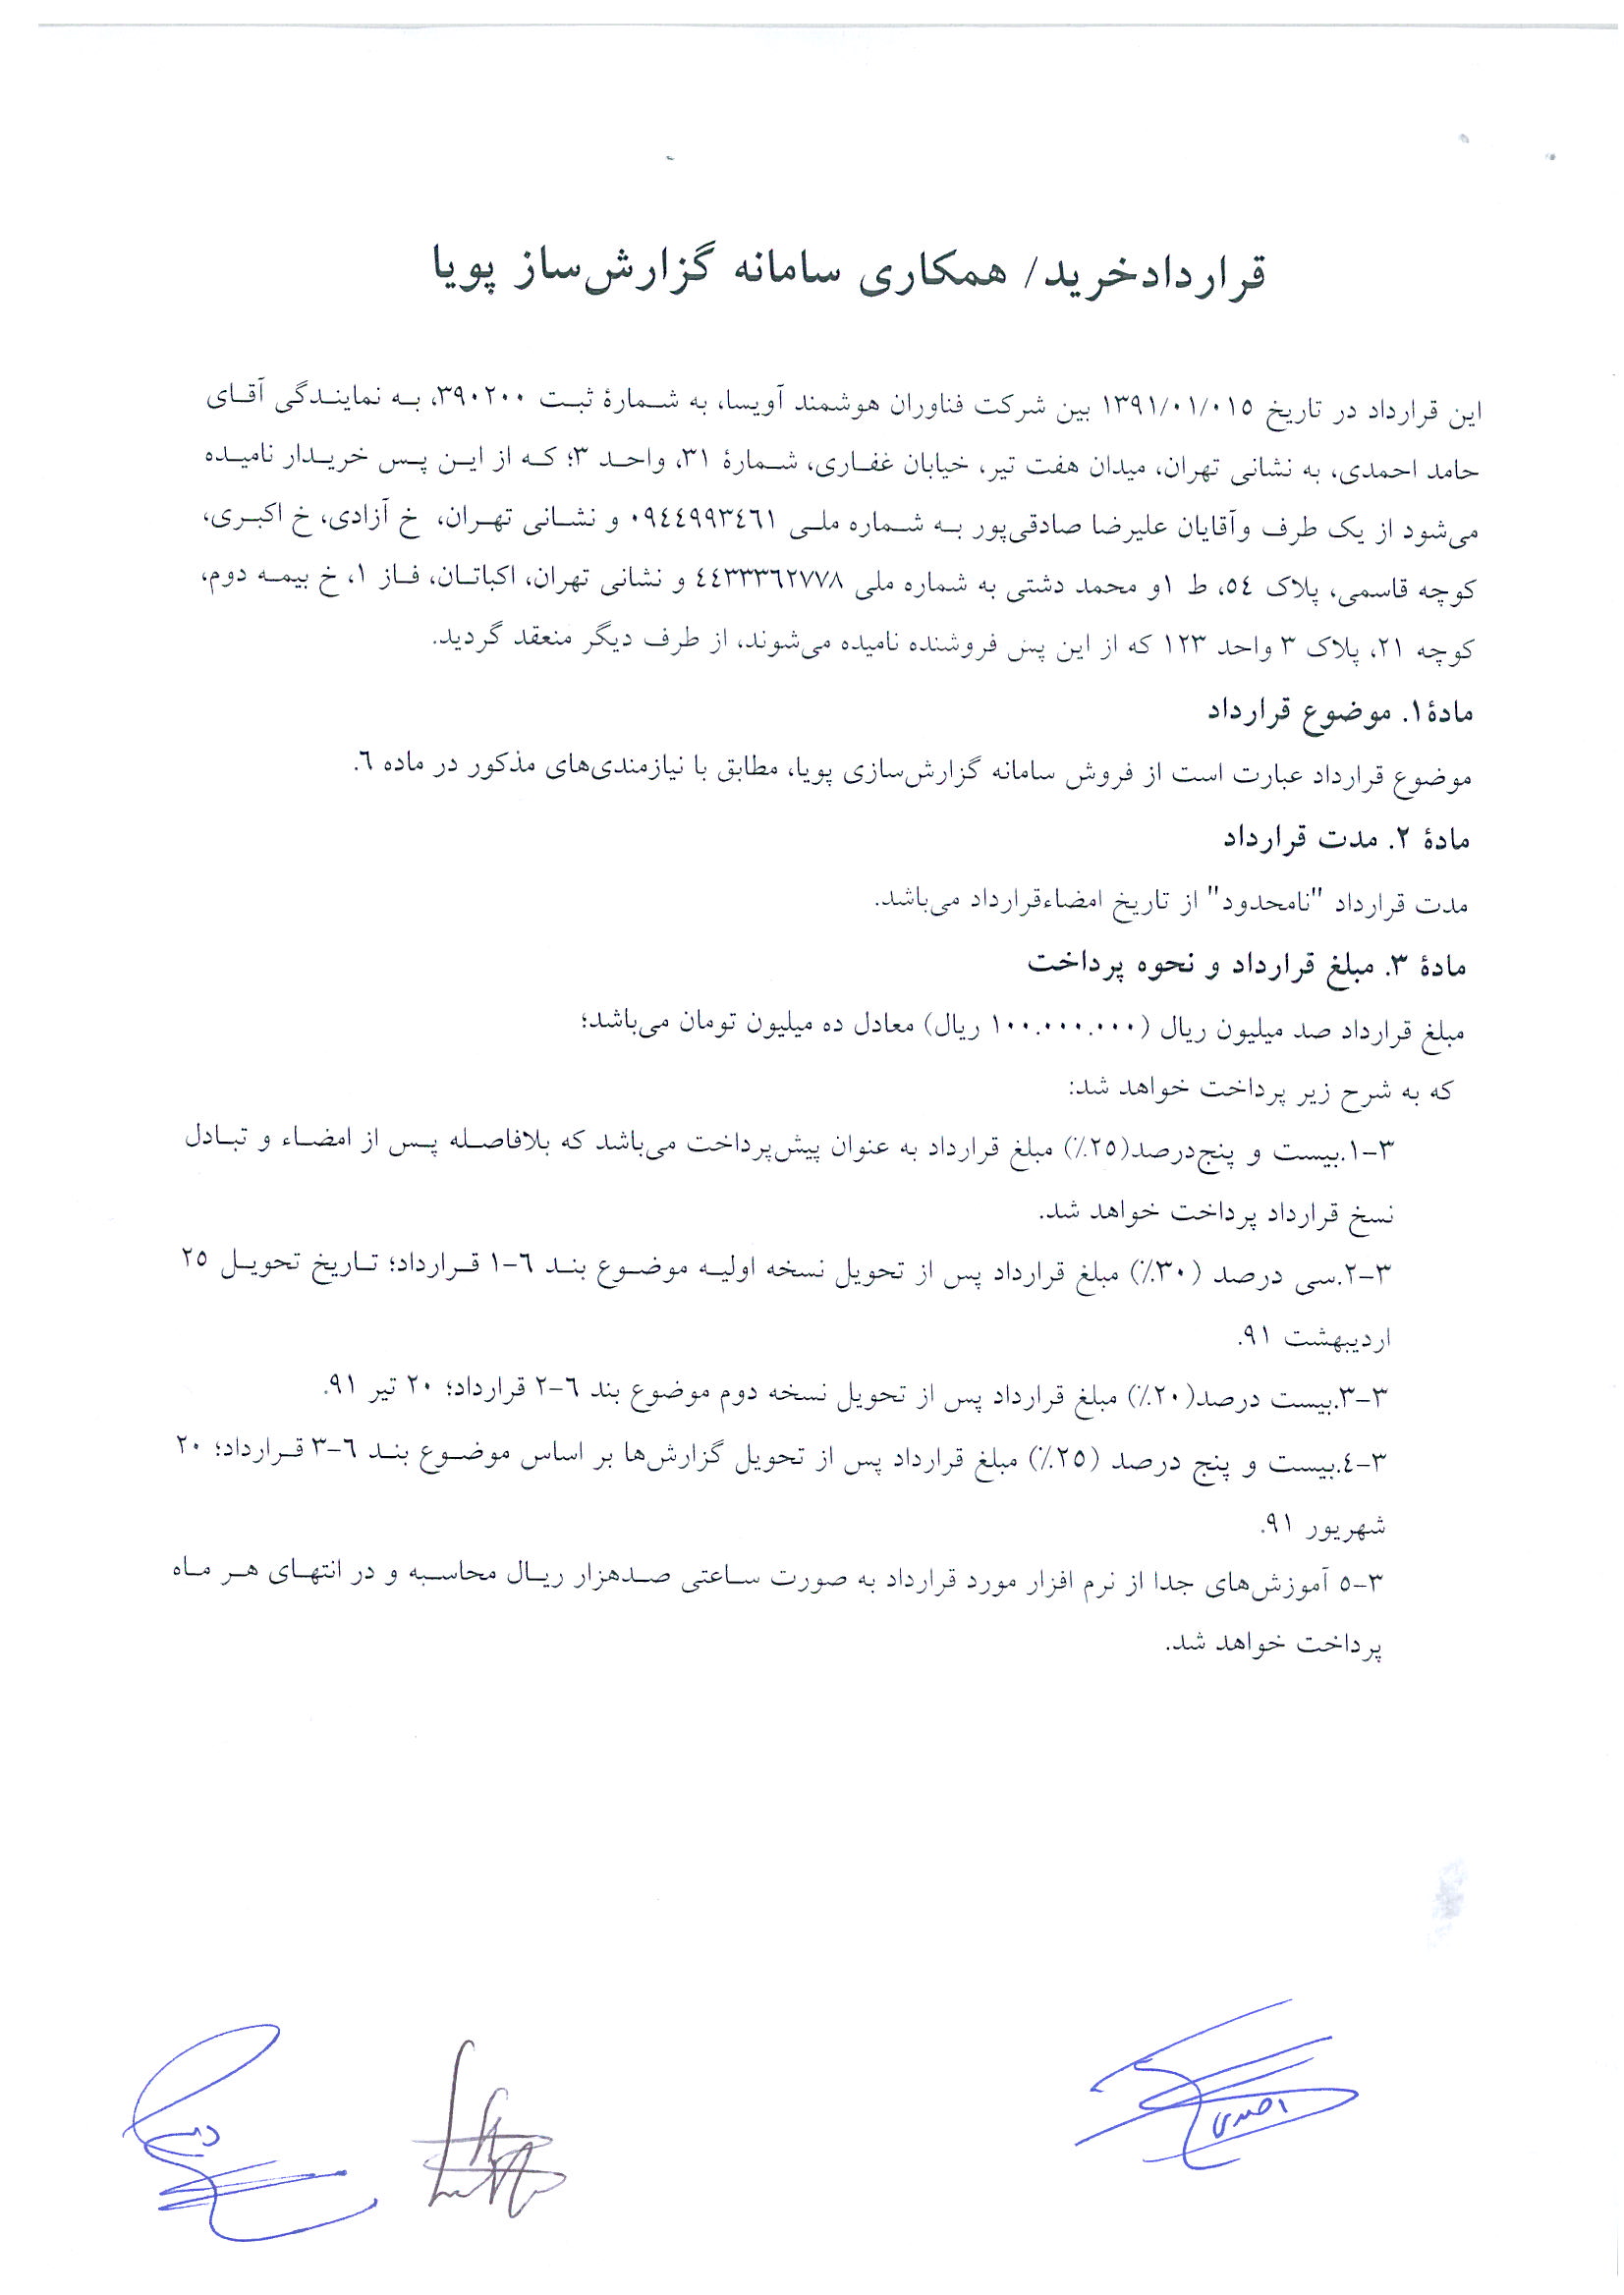 قراردادخرید/ همکاری سامانه گزارش‌ساز پویا
این قرارداد در تاریخ ۱۳۹۱/۰۱/۰۱۵ بین شرکت فناوران هوشمند آویسا، به شمارهٔ ثبت ۳۹۰۲۰۰، به نمایندگی آقای
حامد احمدی، به نشانی تهران، میدان هفت تیر، خیابان غفاری، شمارهٔ ۳۱، واحد ۳؛ که از این پس خریدار نامیده
می‌شود از یک طرف وآقایان علیرضا صادقی‌پور به شماره ملی ۰۹٤٤۹۹۳٤٦۱ و نشانی تهران، خ آزادی، خ اکبری،
کوچه قاسمی، پلاک ٥٤، ط ۱و محمد دشتی به شماره ملی ٤٤۳۳۳٦۲۷۷۸ و نشانی تهران، اکباتان، فاز ۱، خ بیمه دوم،
کوچه ۲۱، پلاک ۳ واحد ۱۲۳ که از این پس فروشنده نامیده می‌شوند، از طرف دیگر منعقد گردید.
مادهٔ۱. موضوع قرارداد
موضوع قرارداد عبارت است از فروش سامانه گزارش‌سازی پویا، مطابق با نیازمندی‌های مذکور در ماده ٦.
مادهٔ ۲. مدت قرارداد
مدت قرارداد "نامحدود" از تاریخ امضاءقرارداد می‌باشد.
مادهٔ ۳. مبلغ قرارداد و نحوه پرداخت
مبلغ قرارداد صد میلیون ریال (۱۰۰.۰۰۰.۰۰۰ ریال) معادل ده میلیون تومان می‌باشد؛
که به شرح زیر پرداخت خواهد شد:
۳-۱.بیست و پنج‌درصد(۲٥٪) مبلغ قرارداد به عنوان پیش‌پرداخت می‌باشد که بلافاصله پس از امضاء و تبادل
نسخ قرارداد پرداخت خواهد شد.
۳-۲.سی درصد (۳۰٪) مبلغ قرارداد پس از تحویل نسخه اولیه موضوع بند ٦-۱ قرارداد؛ تاریخ تحویل ۲٥
اردیبهشت ۹۱.
۳-۳.بیست درصد(۲۰٪) مبلغ قرارداد پس از تحویل نسخه دوم موضوع بند ٦-۲ قرارداد؛ ۲۰ تیر ۹۱.
۳-٤.بیست و پنج درصد (۲٥٪) مبلغ قرارداد پس از تحویل گزارش‌ها بر اساس موضوع بند ٦-۳ قرارداد؛ ۲۰
شهریور ۹۱.
۳-٥ آموزش‌های جدا از نرم افزار مورد قرارداد به صورت ساعتی صدهزار ریال محاسبه و در انتهای هر ماه
پرداخت خواهد شد.
احمدی